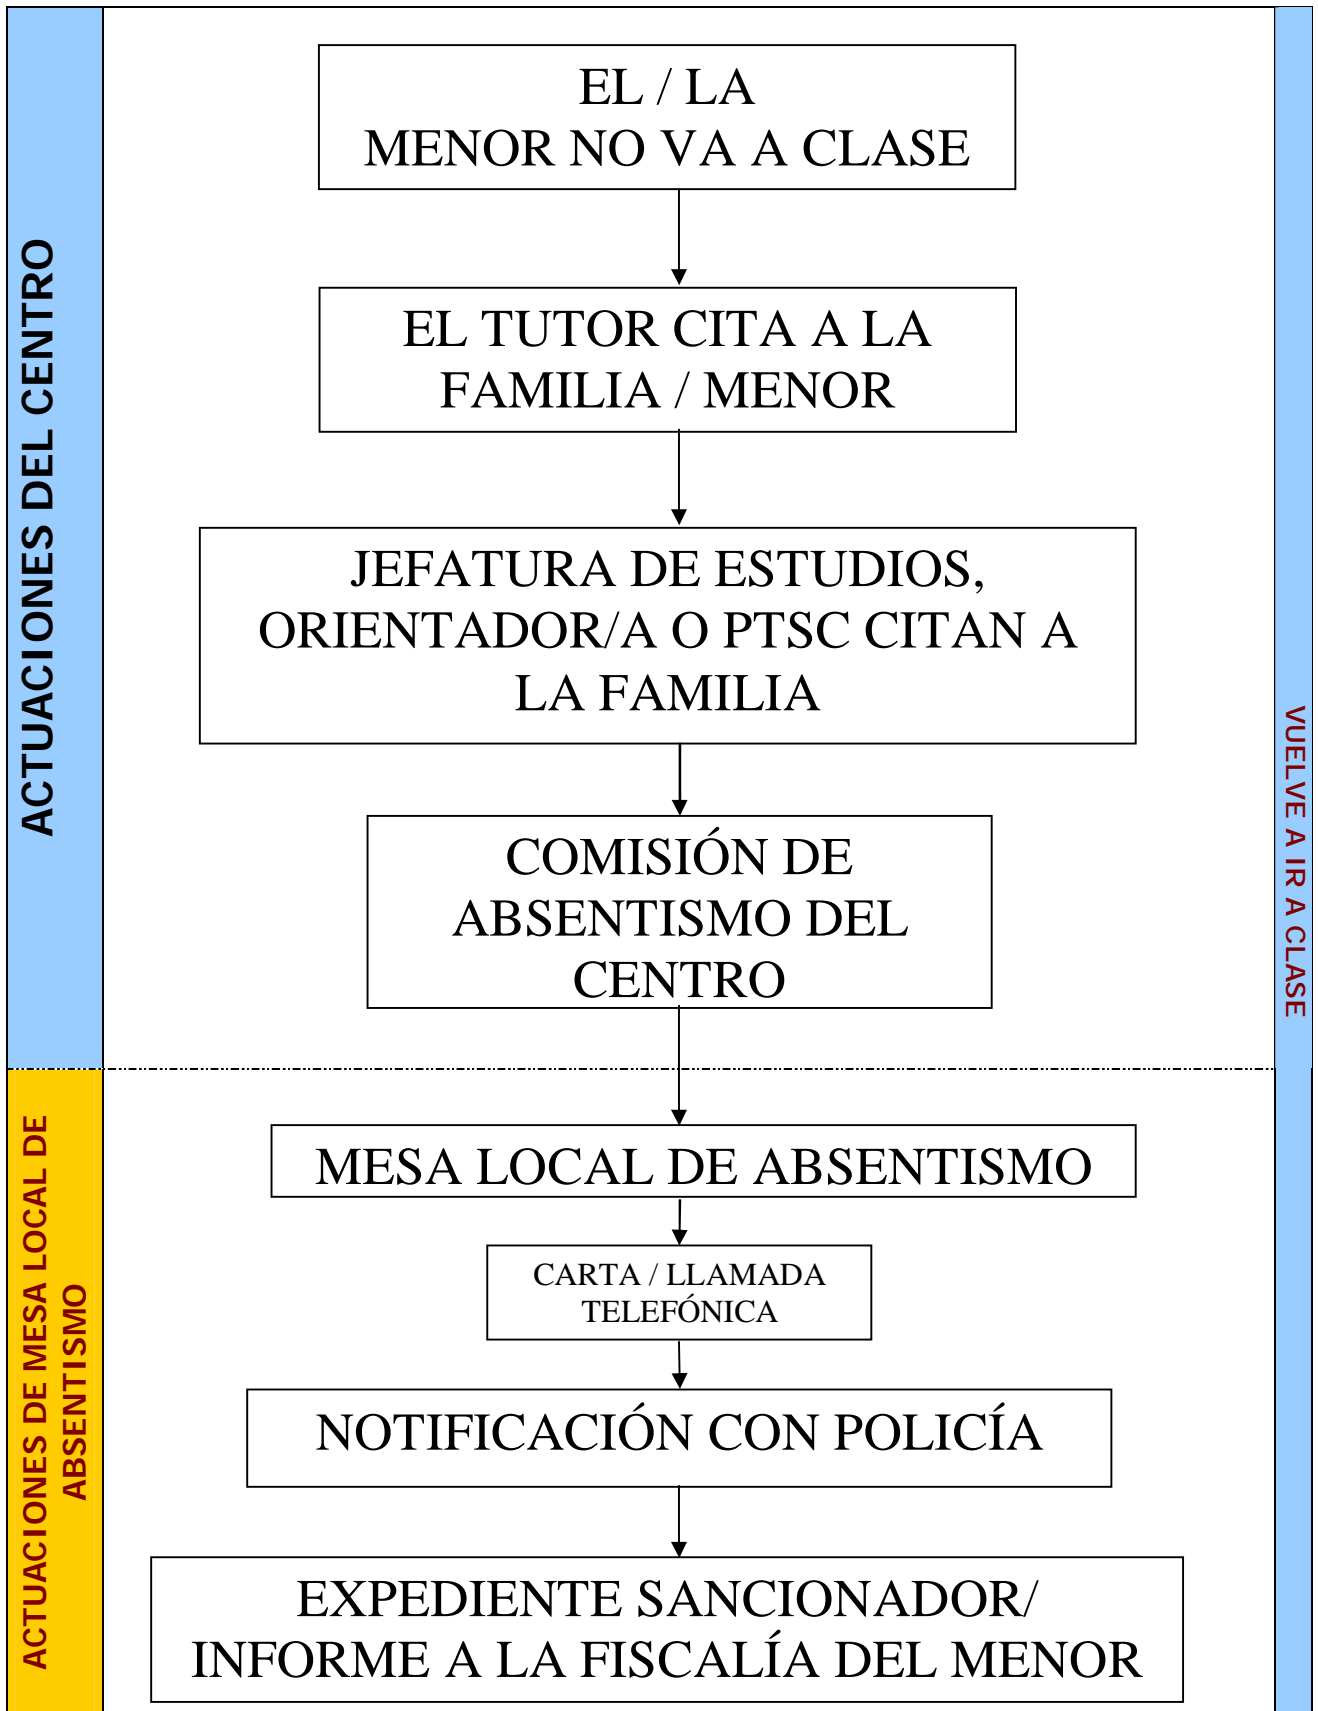 ACTUACIONES DEL CENTRO
EL / LA
MENOR NO VA A CLASE
EL TUTOR CITA A LA
FAMILIA / MENOR
JEFATURA DE ESTUDIOS,
ORIENTADOR/A O PTSC CITAN A
LA FAMILIA
COMISIÓN DE
ABSENTISMO DEL
CENTRO
VUELVE A IR A CLASE
ACTUACIONES DE MESA LOCAL DE
ABSENTISMO
MESA LOCAL DE ABSENTISMO
CARTA / LLAMADA
TELEFÓNICA
NOTIFICACIÓN CON POLICÍA
EXPEDIENTE SANCIONADOR/
INFORME A LA FISCALÍA DEL MENOR